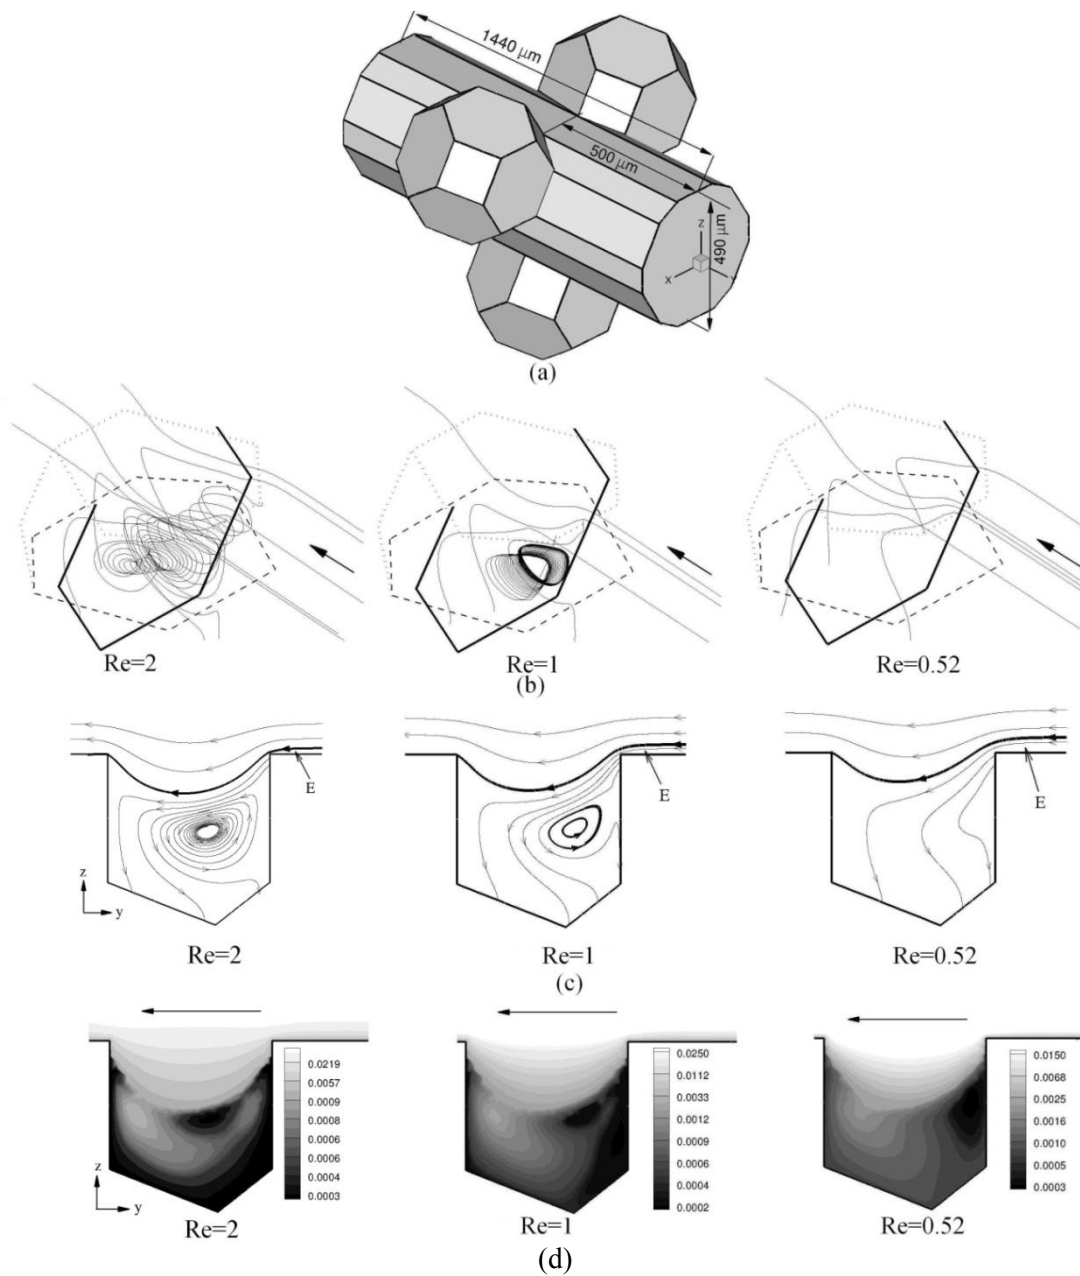 1440 μm
500 μm
490 μm
z
x
(a)
Re=2 Re=1 Re=0.52
(b)
E E E
z
y
Re=2 Re=1 Re=0.52
(c)
0.0219
0.0057
0.0009
0.0008
0.0006
0.0006
0.0004
0.0003
0.0250
0.0112
0.0033
0.0012
0.0009
0.0006
0.0004
0.0002
0.0150
0.0068
0.0025
0.0016
0.0010
0.0005
0.0003
z
y
Re=2 Re=1 Re=0.52
(d)